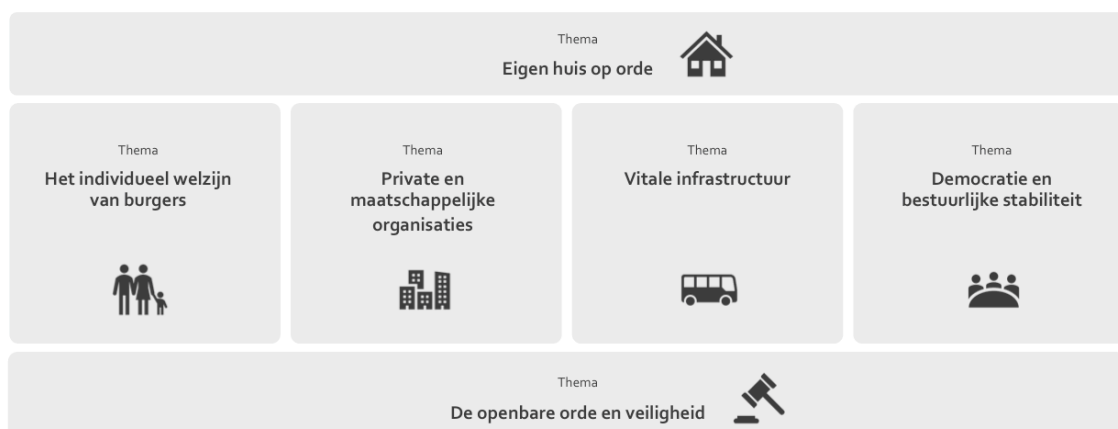 Thema
Eigen huis op orde
Thema
Het individueel welzijn
van burgers
Thema
Private en
maatschappelijke
organisaties
Thema
Vitale infrastructuur
Thema
Democratie en
bestuurlijke stabiliteit
Thema
De openbare orde en veiligheid